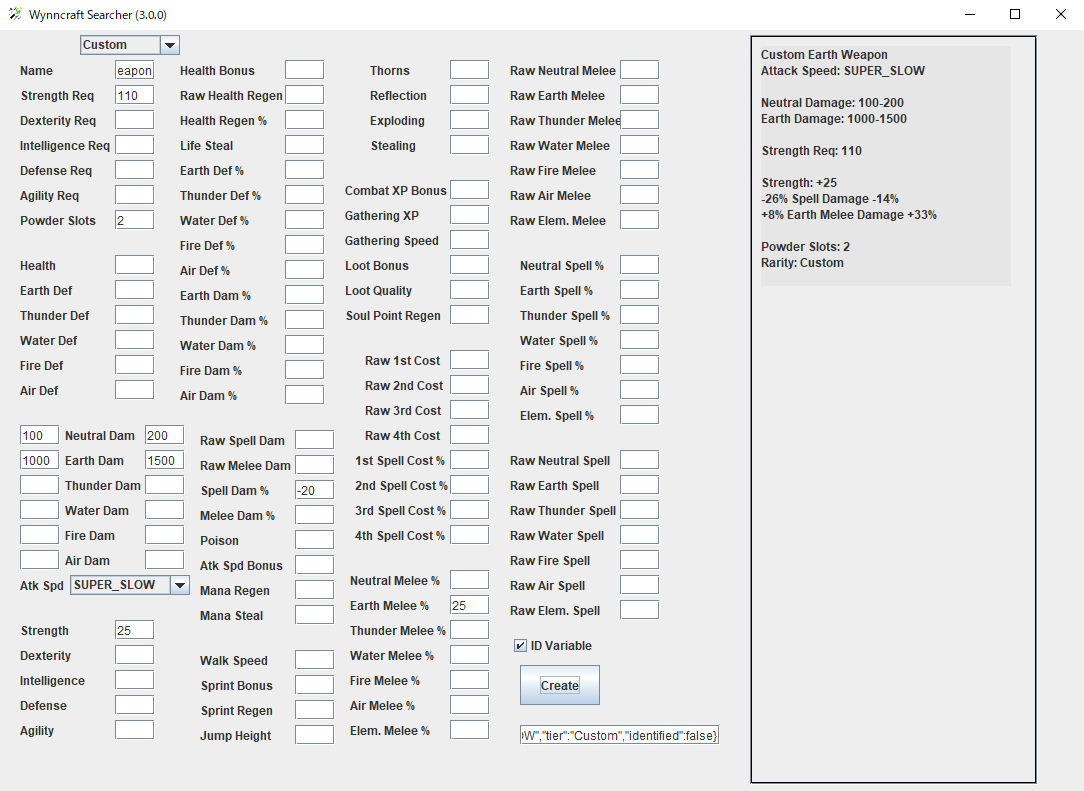 Wynncraft Searcher (3.0.0)
Custom
Name eapon
Strength Req 110
Dexterity Req
Intelligence Req
Defense Req
Agility Req
Powder Slots 2
Health
Earth Def
Thunder Def
Water Def
Fire Def
Air Def
100 Neutral Dam 200
1000 Earth Dam 1500
Thunder Dam
Water Dam
Fire Dam
Air Dam
Atk Spd SUPER_SLOW
Strength 25
Dexterity
Intelligence
Defense
Agility
Health Bonus
Raw Health Regen
Health Regen %
Life Steal
Earth Def %
Thunder Def %
Water Def %
Fire Def %
Air Def %
Earth Dam %
Thunder Dam %
Water Dam %
Fire Dam %
Air Dam %
Raw Spell Dam
Raw Melee Dam
Spell Dam % -20
Melee Dam %
Poison
Atk Spd Bonus
Mana Regen
Mana Steal
Walk Speed
Sprint Bonus
Sprint Regen
Jump Height
Thorns
Reflection
Exploding
Stealing
Combat XP Bonus
Gathering XP
Gathering Speed
Loot Bonus
Loot Quality
Soul Point Regen
Raw 1st Cost
Raw 2nd Cost
Raw 3rd Cost
Raw 4th Cost
1st Spell Cost %
2nd Spell Cost %
3rd Spell Cost %
4th Spell Cost %
Neutral Melee %
Earth Melee % 25
Thunder Melee %
Water Melee %
Fire Melee %
Air Melee %
Elem. Melee %
Raw Neutral Melee
Raw Earth Melee
Raw Thunder Melee
Raw Water Melee
Raw Fire Melee
Raw Air Melee
Raw Elem. Melee
Neutral Spell %
Earth Spell %
Thunder Spell %
Water Spell %
Fire Spell %
Air Spell %
Elem. Spell %
Raw Neutral Spell
Raw Earth Spell
Raw Thunder Spell
Raw Water Spell
Raw Fire Spell
Raw Air Spell
Raw Elem. Spell
ID Variable
Create
OW","tier":"Custom","identified":false}
Custom Earth Weapon
Attack Speed: SUPER_SLOW
Neutral Damage: 100-200
Earth Damage: 1000-1500
Strength Req: 110
Strength: +25
-26% Spell Damage -14%
+8% Earth Melee Damage +33%
Powder Slots: 2
Rarity: Custom